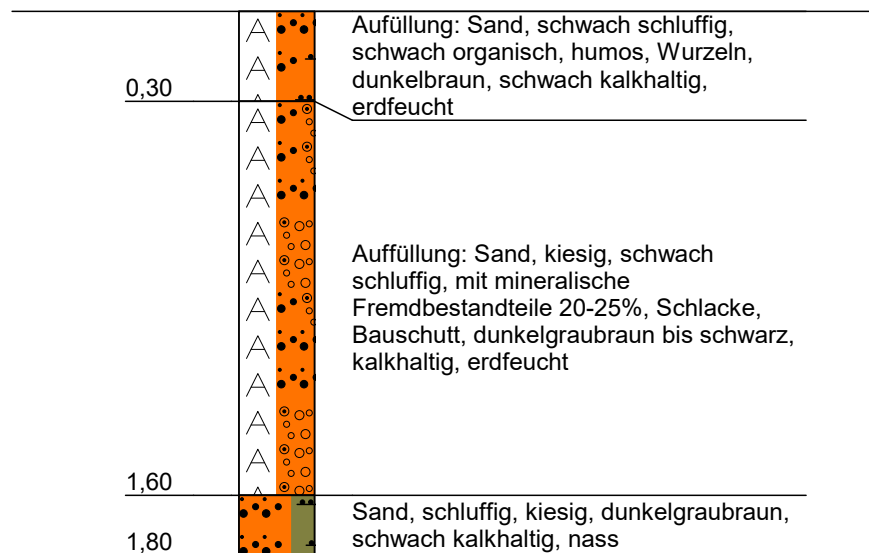 Aufüllung: Sand, schwach schluffig,
schwach organisch, humos, Wurzeln,
dunkelbraun, schwach kalkhaltig,
erdfeucht
0,30
Auffüllung: Sand, kiesig, schwach
schluffig, mit mineralische
Fremdbestandteile 20-25%, Schlacke,
Bauschutt, dunkelgraubraun bis schwarz,
kalkhaltig, erdfeucht
1,60
Sand, schluffig, kiesig, dunkelgraubraun,
schwach kalkhaltig, nass
1,80